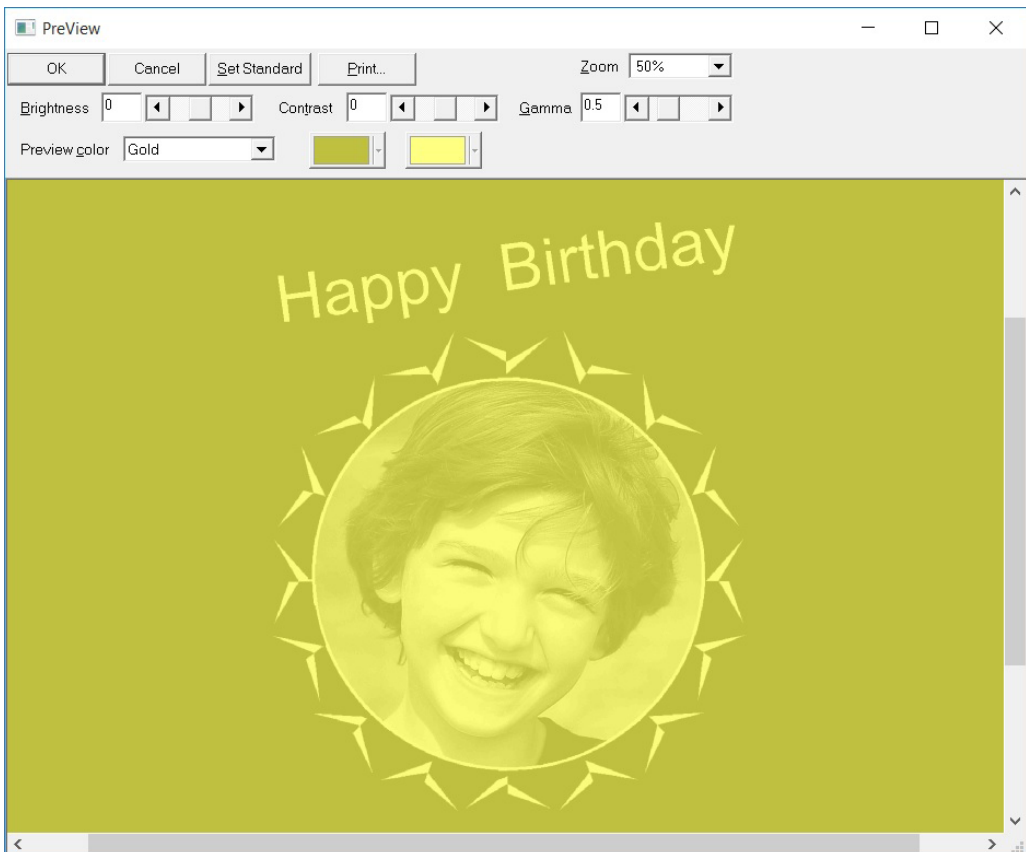 PreView
OK Cancel Set Standard Print... Zoom 50%
Brightness 0 Contrast 0 Gamma 0.5
Preview color Gold
Happy Birthday